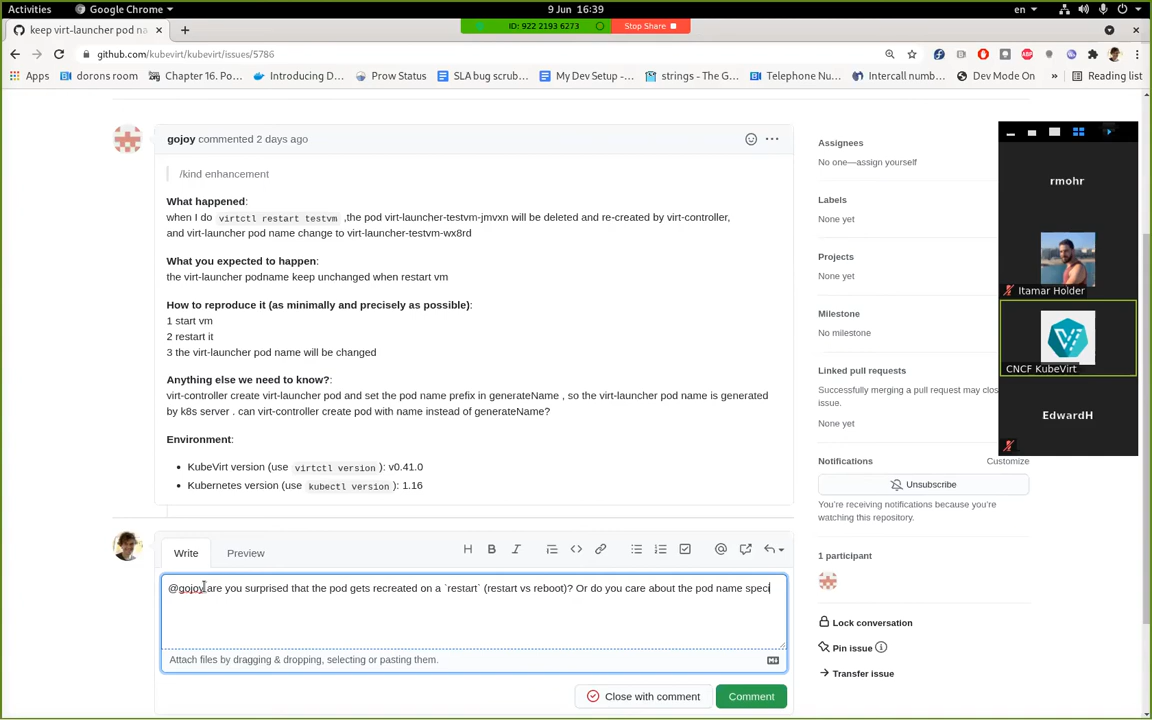 Activities
Google Chrome
9 Jun 16:39
en
keep virt-launcher pod na
ID: 922 2193 6273
Stop Share
github.com/kubevirt/kubevirt/issues/5786
Apps
dorons room
Chapter 16. Po...
Introducing D...
Prow Status
SLA bug scrub...
My Dev Setup -...
strings - The G...
Telephone Nu...
Intercall numb...
Dev Mode On
»
Reading list
gojoy commented 2 days ago
/kind enhancement
What happened:
when I do virtctl restart testvm ,the pod virt-launcher-testvm-jmvxn will be deleted and re-created by virt-controller,
and virt-launcher pod name change to virt-launcher-testvm-wx8rd
What you expected to happen:
the virt-launcher podname keep unchanged when restart vm
How to reproduce it (as minimally and precisely as possible):
1 start vm
2 restart it
3 the virt-launcher pod name will be changed
Anything else we need to know?:
virt-controller create virt-launcher pod and set the pod name prefix in generateName , so the virt-launcher pod name is generated
by k8s server . can virt-controller create pod with name instead of generateName?
Environment:
• KubeVirt version (use virtctl version ): v0.41.0
• Kubernetes version (use kubectl version ): 1.16
Write
Preview
@gojoy are you surprised that the pod gets recreated on a `restart` (restart vs reboot)? Or do you care about the pod name speci
Attach files by dragging & dropping, selecting or pasting them.
Close with comment
Comment
Assignees
No one—assign yourself
Labels
None yet
Projects
None yet
Milestone
No milestone
Linked pull requests
Successfully merging a pull request may clos
issue.
None yet
Notifications
Customize
Unsubscribe
You're receiving notifications because you're
watching this repository.
1 participant
Lock conversation
Pin issue
Transfer issue
rmohr
Itamar Holder
CNCF KubeVirt
EdwardH